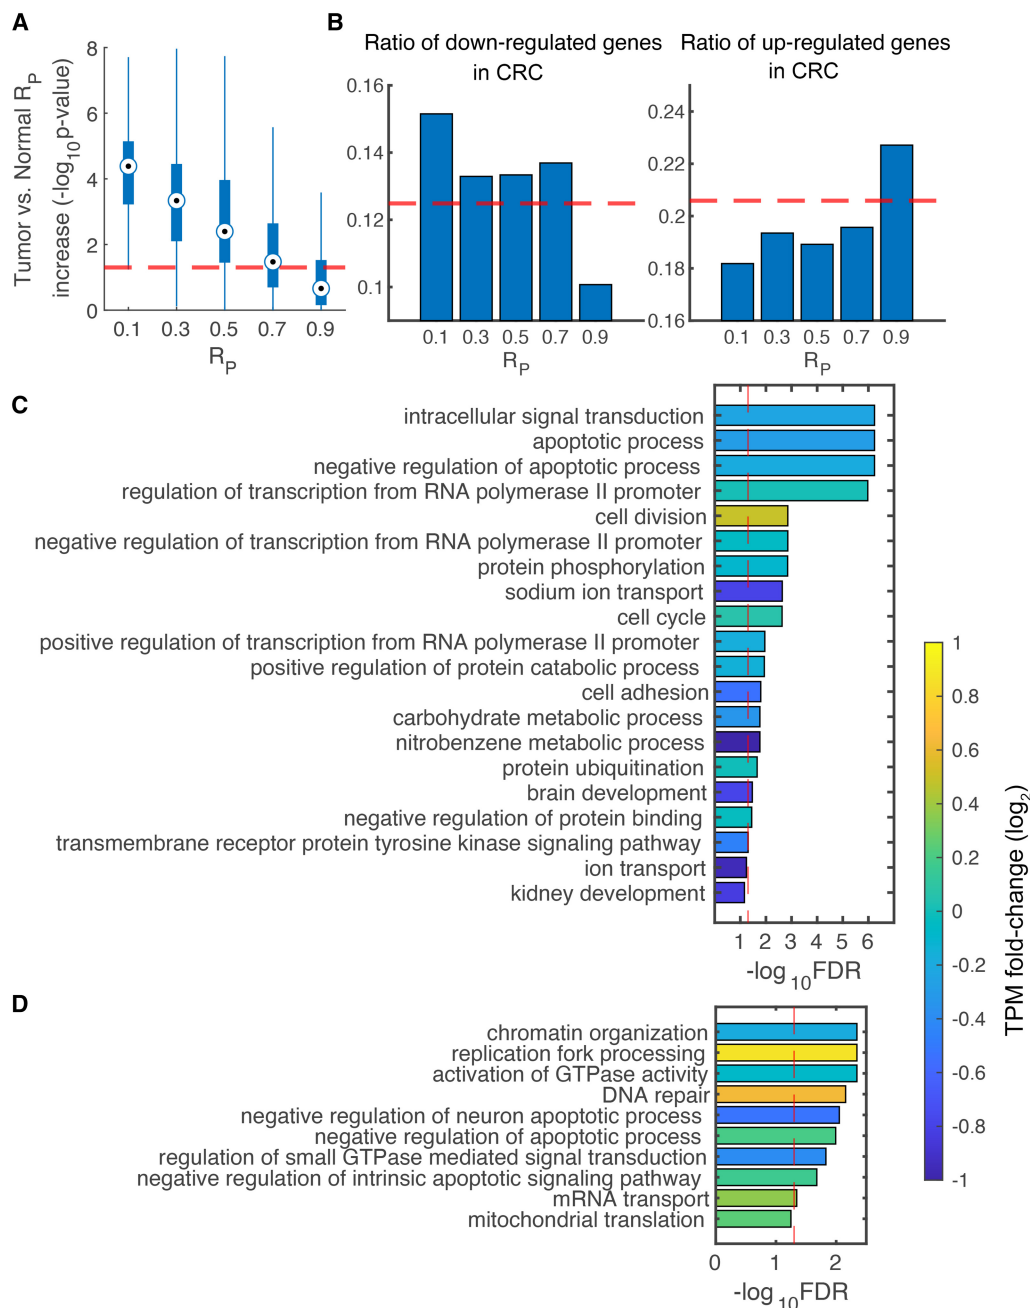 A
Tumor vs. Normal RP
increase (-log10p-value)
8
6
4
2
0
0.1 0.3 0.5 0.7 0.9
RP
B
Ratio of down-regulated genes
in CRC
0.16
0.14
0.12
0.1
0.1 0.3 0.5 0.7 0.9
RP
Ratio of up-regulated genes
in CRC
0.24
0.22
0.2
0.18
0.16
0.1 0.3 0.5 0.7 0.9
RP
C
intracellular signal transduction
apoptotic process
negative regulation of apoptotic process
regulation of transcription from RNA polymerase II promoter
cell division
negative regulation of transcription from RNA polymerase II promoter
protein phosphorylation
sodium ion transport
cell cycle
positive regulation of transcription from RNA polymerase II promoter
positive regulation of protein catabolic process
cell adhesion
carbohydrate metabolic process
nitrobenzene metabolic process
protein ubiquitination
brain development
negative regulation of protein binding
transmembrane receptor protein tyrosine kinase signaling pathway
ion transport
kidney development
1 2 3 4 5 6
-log10FDR
D
chromatin organization
replication fork processing
activation of GTPase activity
DNA repair
negative regulation of neuron apoptotic process
negative regulation of apoptotic process
regulation of small GTPase mediated signal transduction
negative regulation of intrinsic apoptotic signaling pathway
mRNA transport
mitochondrial translation
0 1 2
-log10FDR
1
0.8
0.6
0.4
0.2
0
-0.2
-0.4
-0.6
-0.8
-1
TPM fold-change (log2)